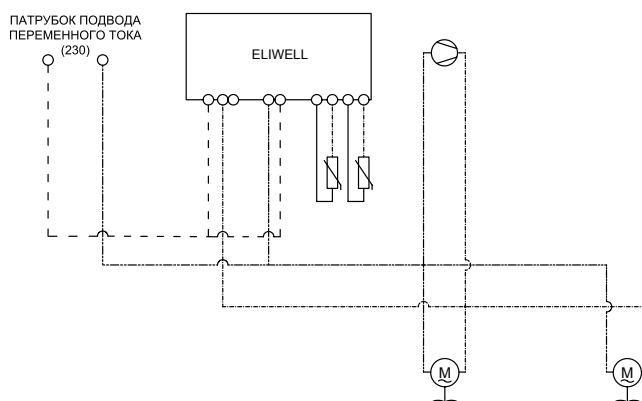 ПАТРУБОК ПОДВОДА
ПЕРЕМЕННОГО ТОКА
(230)
ELIWELL
M
M